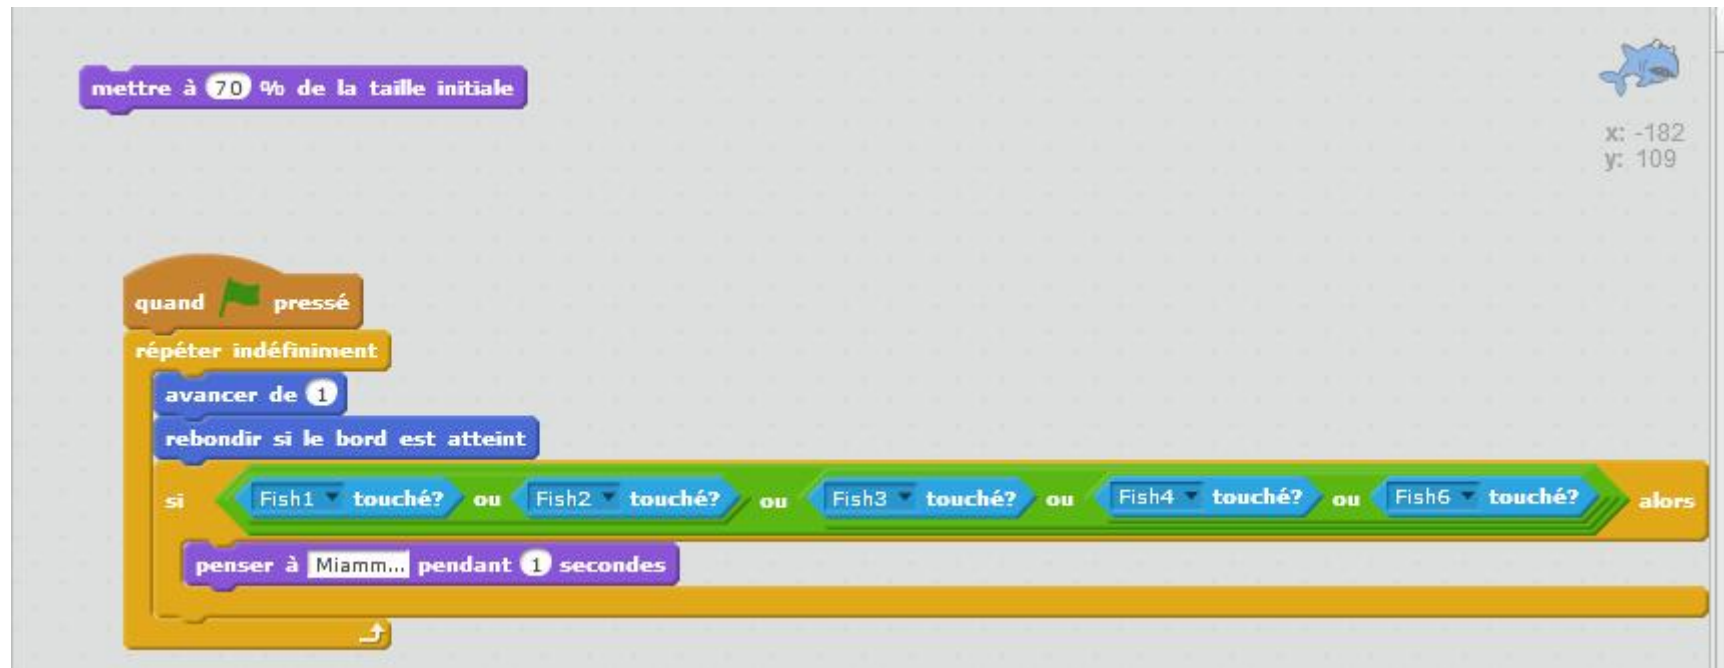 mettre à 70 % de la taille initiale
x: -182
y: 109
quand pressé
répéter indéfiniment
avancer de 1
rebondir si le bord est atteint
si Fish1 touché? ou Fish2 touché? ou Fish3 touché? ou Fish4 touché? ou Fish6 touché? alors
penser à Miamm... pendant 1 secondes